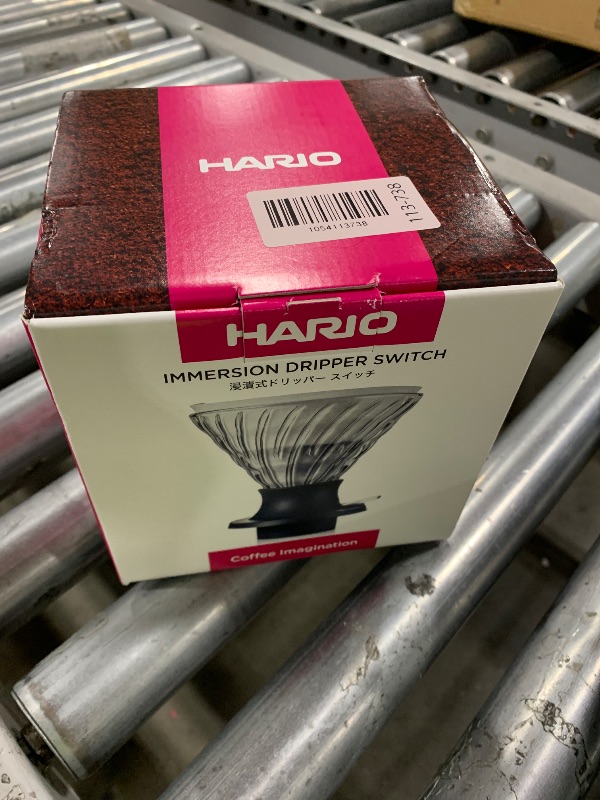 HARIO
1054113738
113-738
HARIO
IMMERSION DRIPPER SWITCH
浸漬式ドリッパー スイッチ
Coffee Imagination